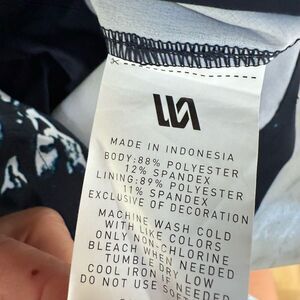 MADE IN INDONESIA
BODY:88% POLYESTER
12% SPANDEX
LINING:89% POLYESTER
11% SPANDEX
EXCLUSIVE OF DECORATION
MACHINE WASH COLD
WITH LIKE COLORS
ONLY NON-CHLORINE
BLEACH WHEN NEEDED
TUMBLE DRY LOW
COOL IRON IF NEEDED
DO NOT USE